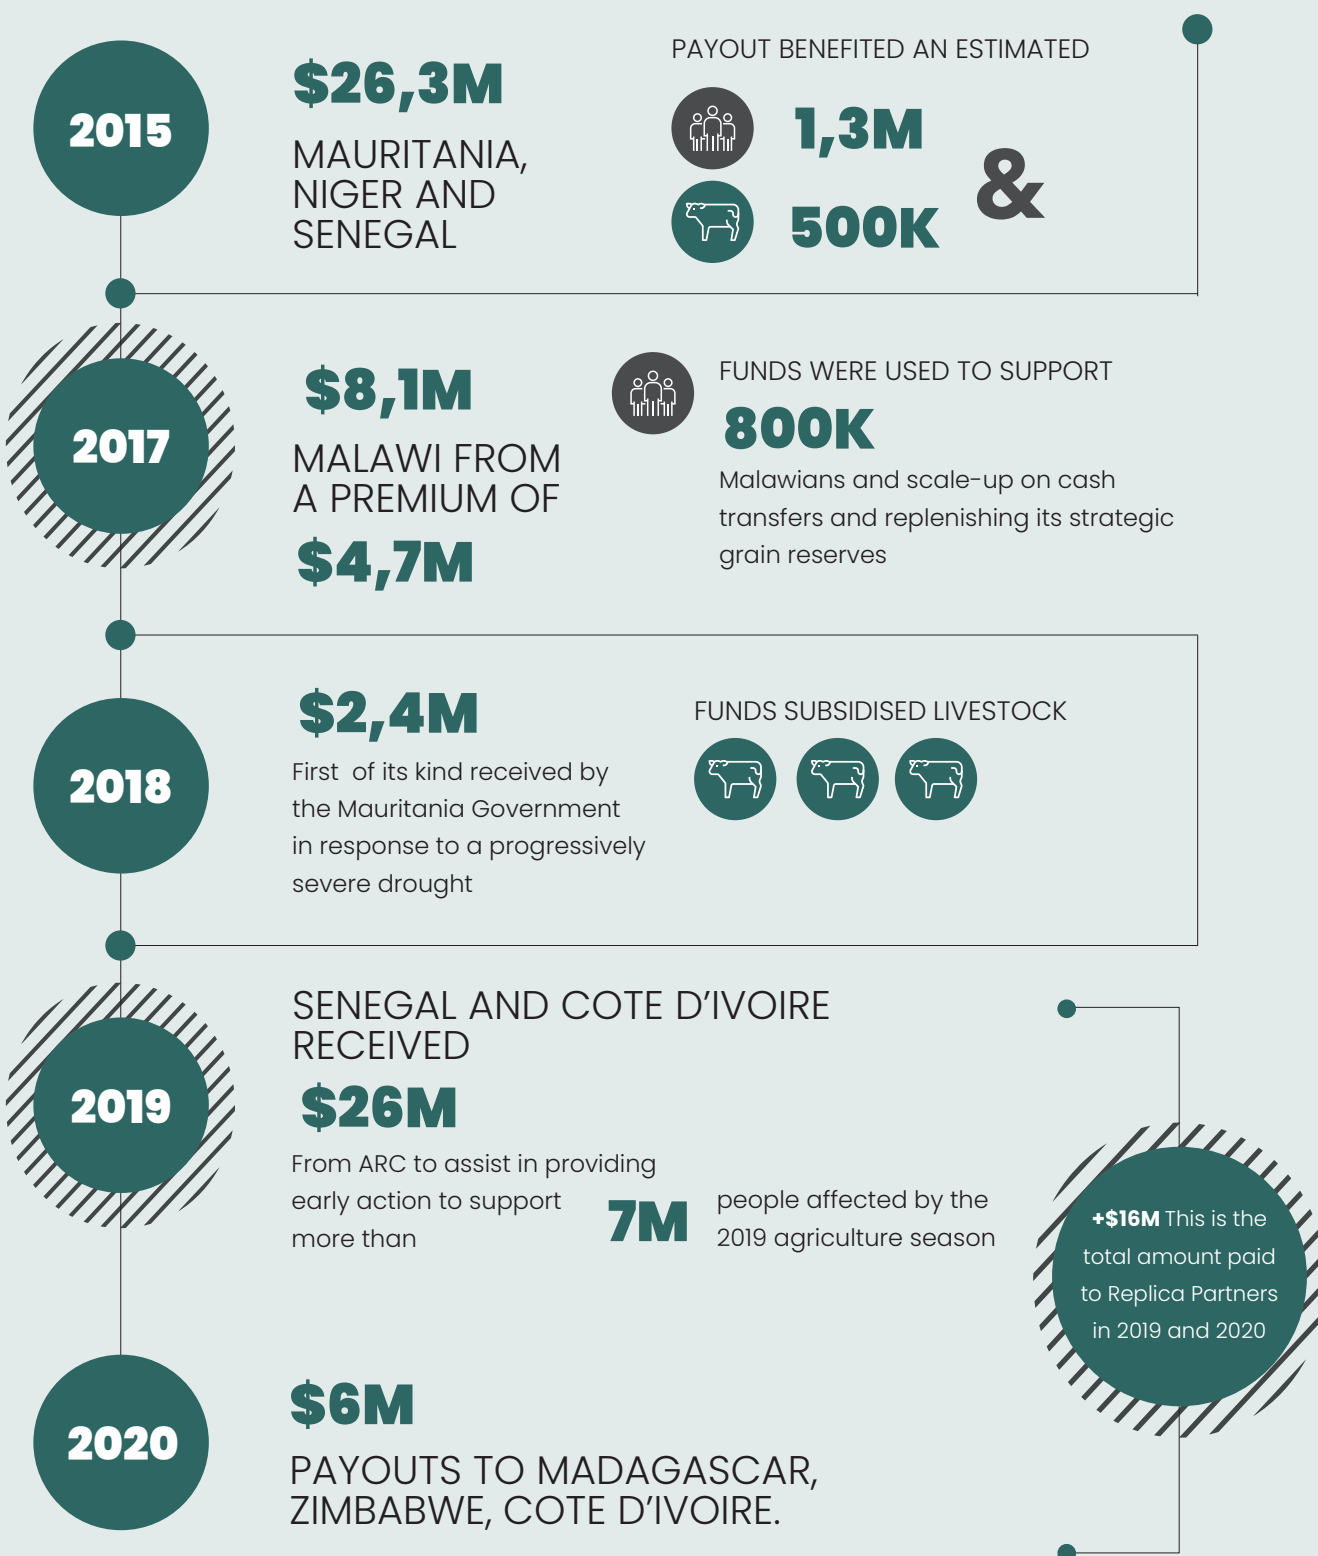 2015
$26,3M
MAURITANIA,
NIGER AND
SENEGAL
PAYOUT BENEFITED AN ESTIMATED
1,3M
&
500K
2017
$8,1M
MALAWI FROM
A PREMIUM OF
$4,7M
FUNDS WERE USED TO SUPPORT
800K
Malawians and scale-up on cash
transfers and replenishing its strategic
grain reserves
2018
$2,4M
First of its kind received by
the Mauritania Government
in response to a progressively
severe drought
FUNDS SUBSIDISED LIVESTOCK
2019
SENEGAL AND COTE D’IVOIRE
RECEIVED
$26M
From ARC to assist in providing
early action to support
more than
7M
people affected by the
2019 agriculture season
+$16M This is the
total amount paid
to Replica Partners
in 2019 and 2020
2020
$6M
PAYOUTS TO MADAGASCAR,
ZIMBABWE, COTE D’IVOIRE.